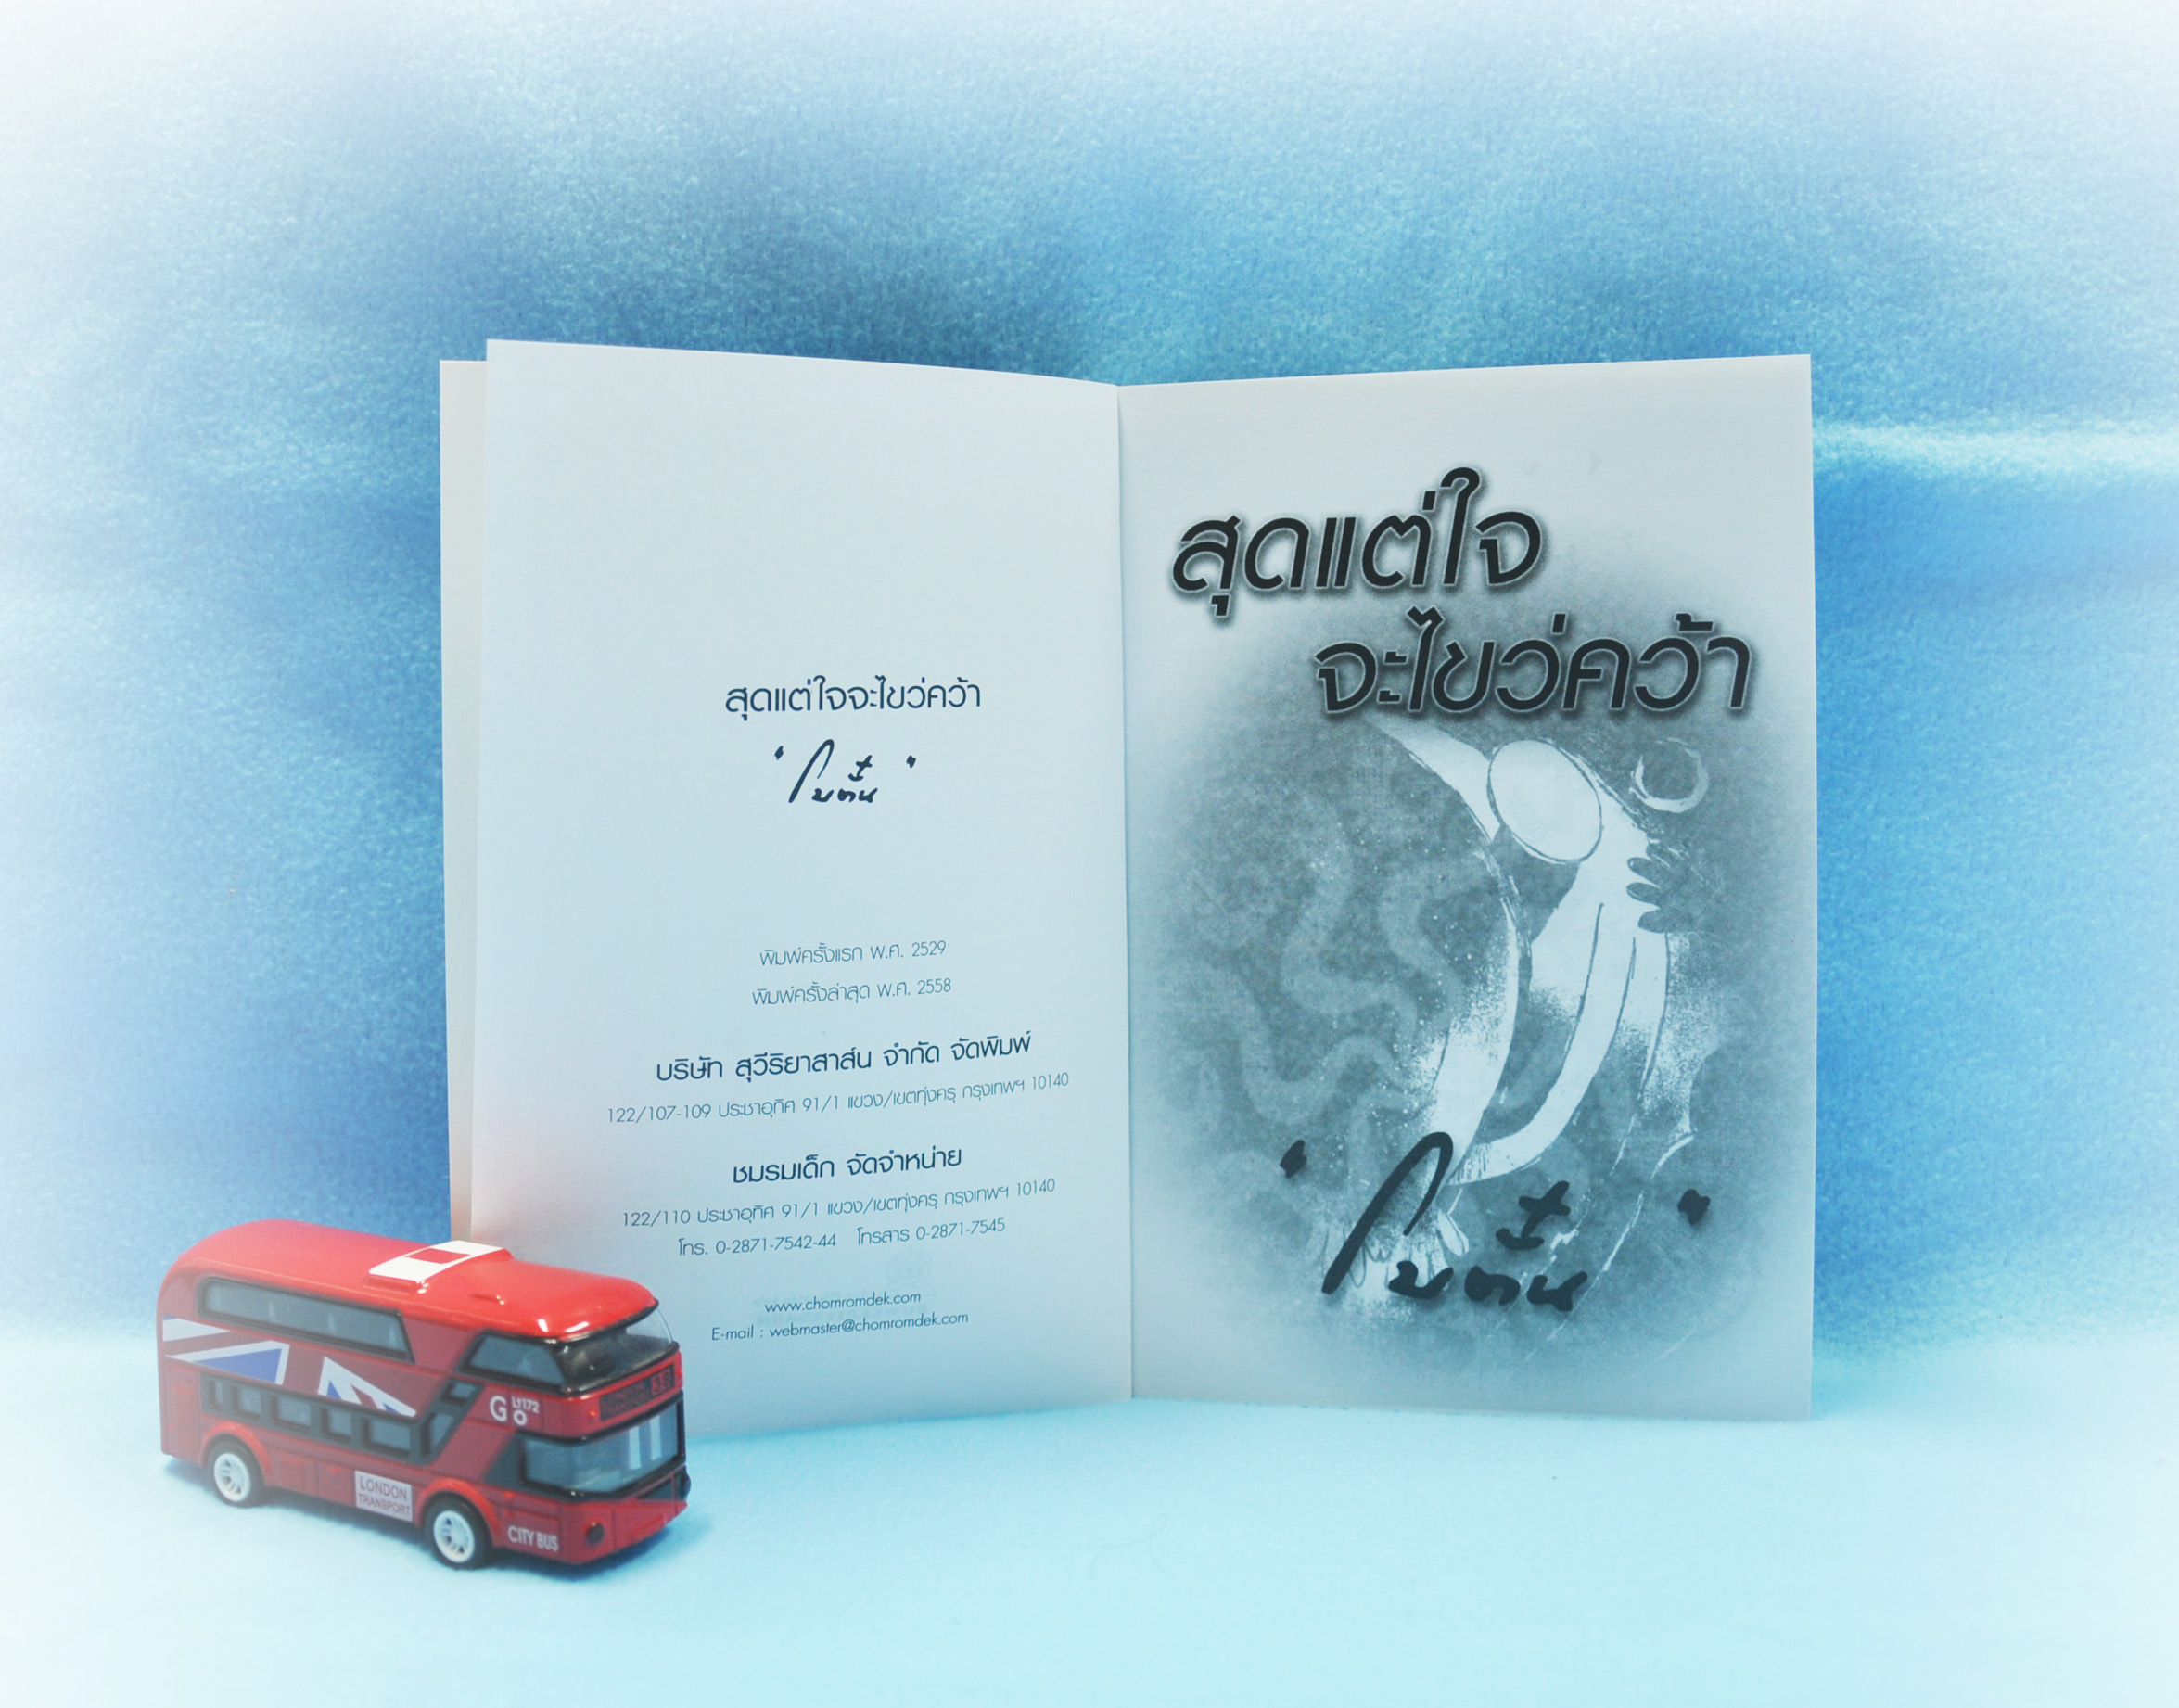 สุดแต่ใจจะไขว่คว้า
"โบตั๋น"
พิมพ์ครั้งแรก พ.ศ. 2529
พิมพ์ครั้งล่าสุด พ.ศ. 2558
บริษัท สุวีริยาสาส์น จำกัด จัดพิมพ์
122/107-109 ประชาอุทิศ 91/1 แขวง/เขตทุ่งครุ กรุงเทพฯ 10140
ชมรมเด็ก จัดจำหน่าย
122/110 ประชาอุทิศ 91/1 แขวง/เขตทุ่งครุ กรุงเทพฯ 10140
โทร. 0-2871-7542-44 โทรสาร 0-2871-7545
www.chomromdek.com
E-mail : webmaster@chomromdek.com
สุดแต่ใจ
จะไขว่คว้า
"โบตั๋น"
GO
LT172
LONDON
TRANSPORT
CITY BUS